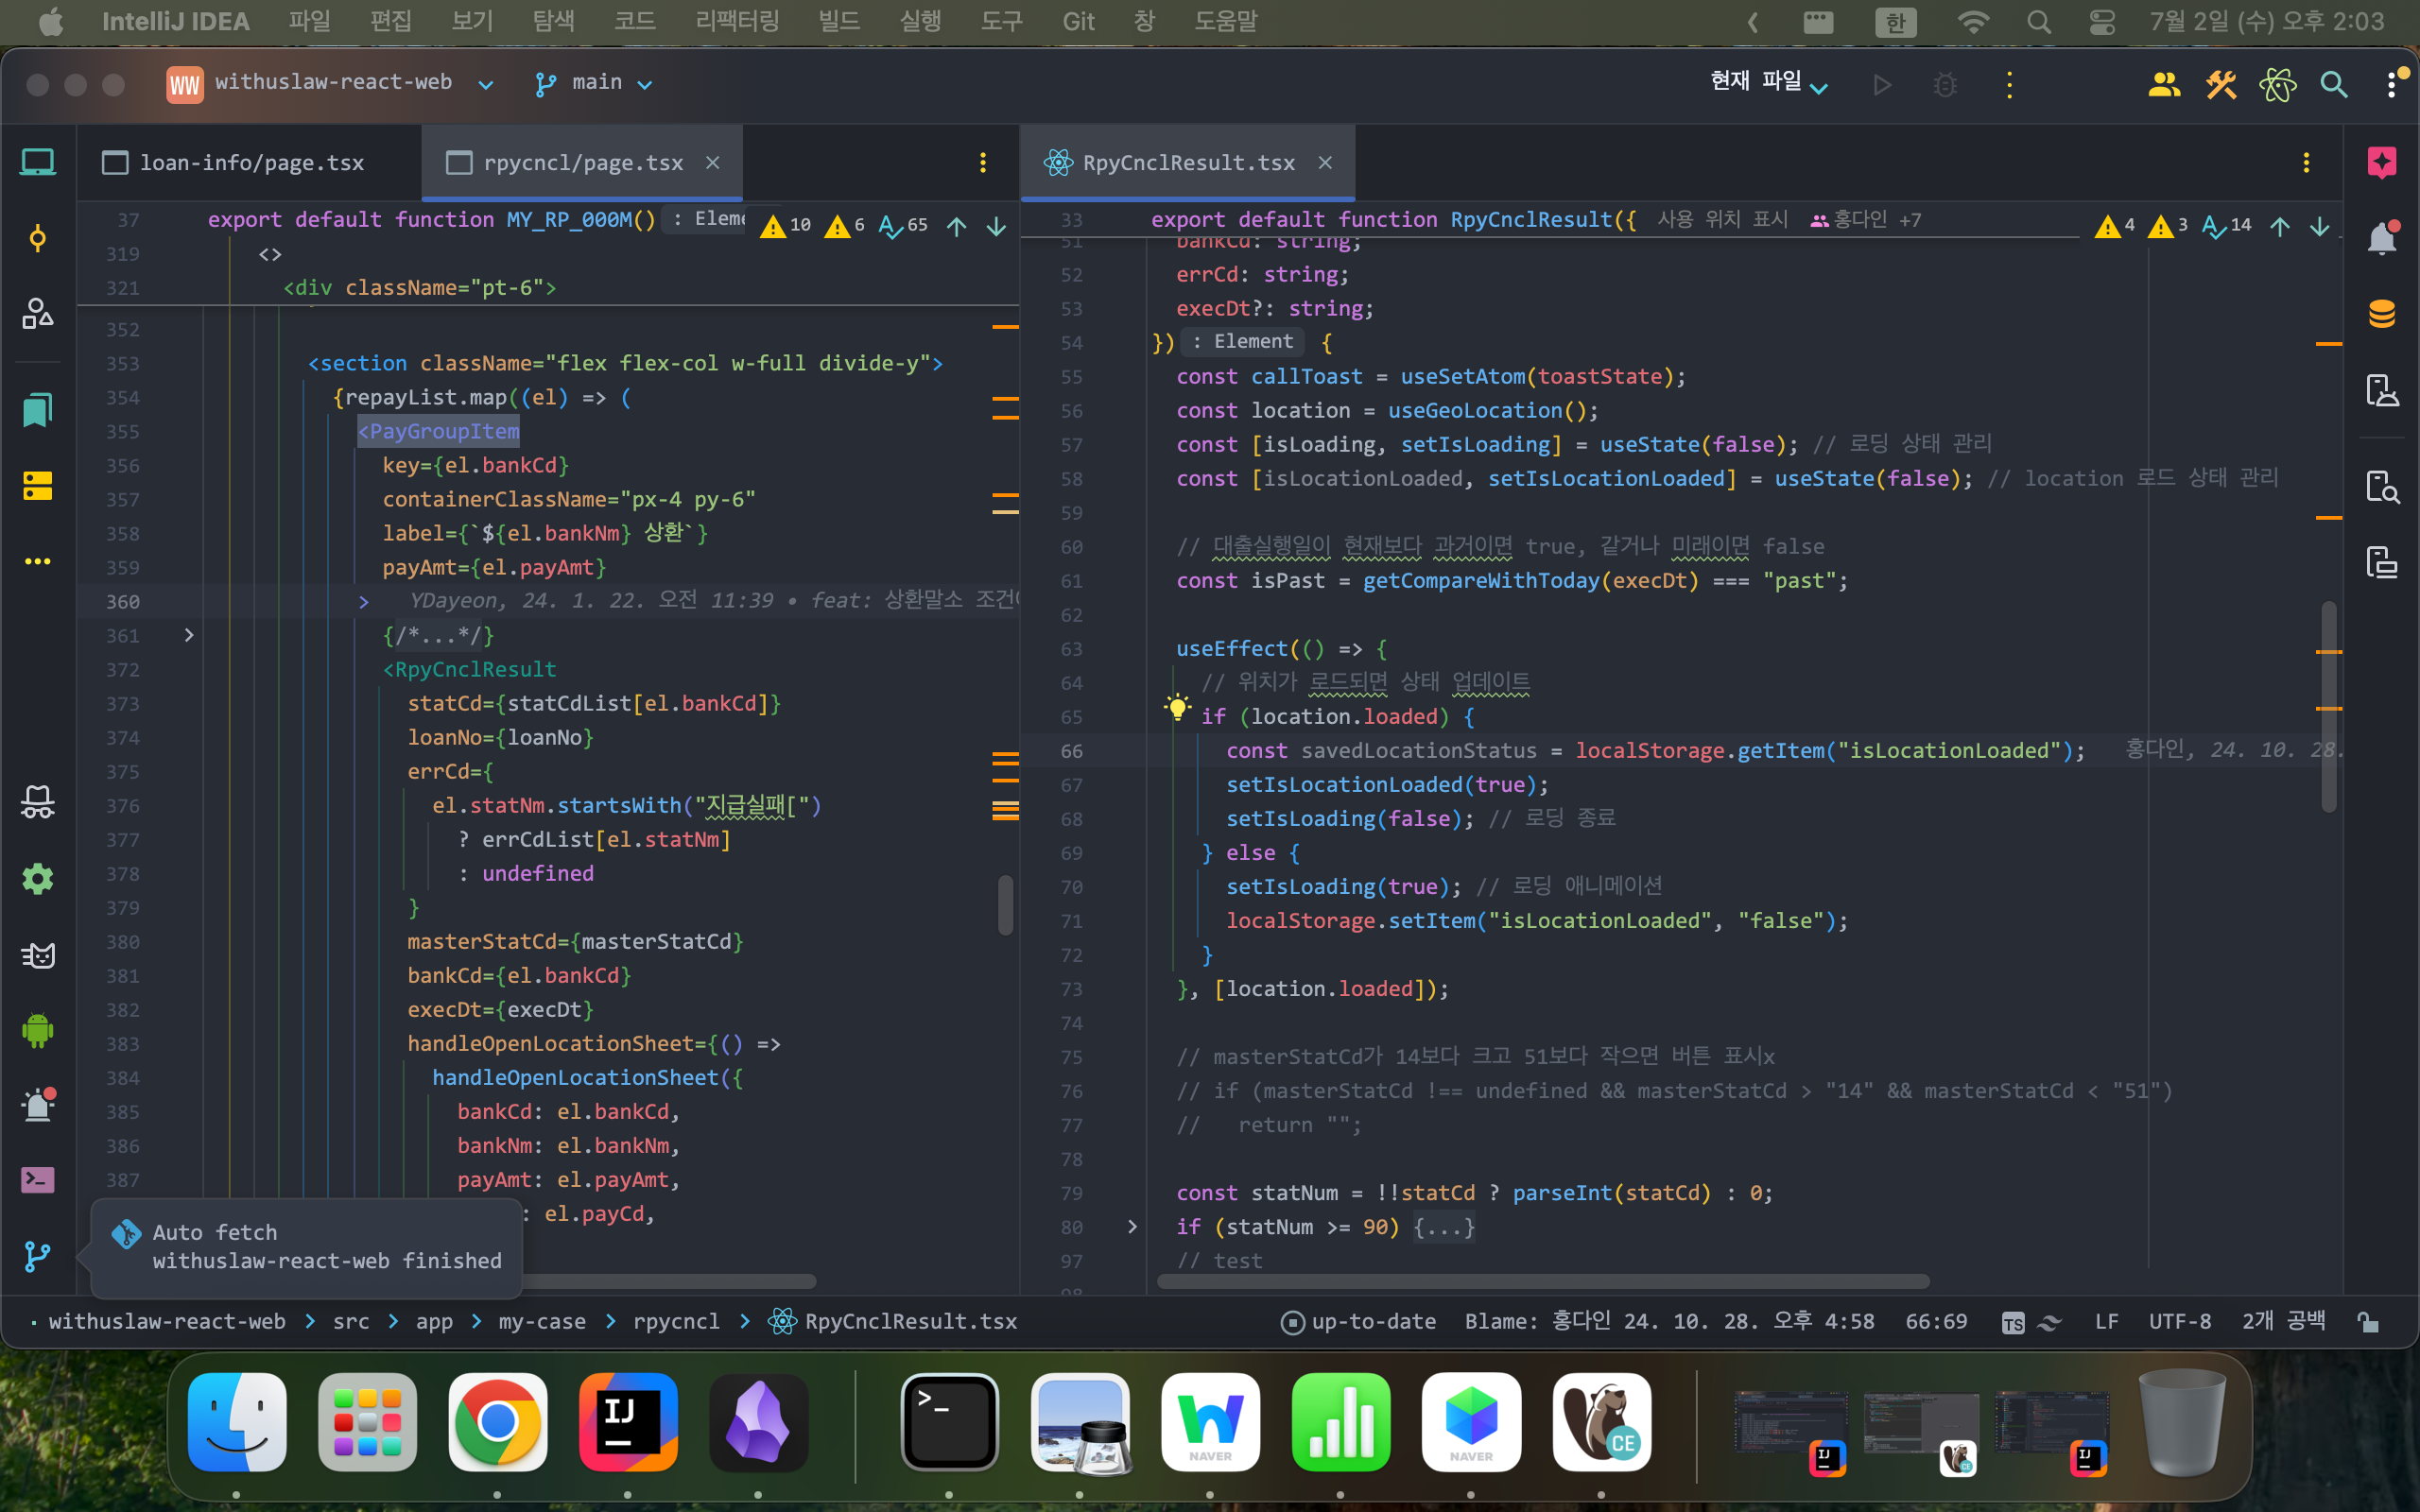 IntelliJ IDEA 파일 편집 보기 탐색 코드 리팩터링 빌드 실행 도구 Git 창 도움말 한 7월 2일 (수) 오후 2:03
WW withuslaw-react-web main 현재 파일
loan-info/page.tsx rpycncl/page.tsx
37 export default function MY_RP_000M() : Eleme 10 6 65
319 <>
321 <div className="pt-6">
352
353 <section className="flex flex-col w-full divide-y">
354 {repayList.map((el) => (
355 <PayGroupItem
356 key={el.bankCd}
357 containerClassName="px-4 py-6"
358 label={`${el.bankNm} 상환`}
359 payAmt={el.payAmt}
360 > YDayeon, 24. 1. 22. 오전 11:39 • feat: 상환말소 조건
361 {/*...*/}
372 <RpyCnclResult
373 statCd={statCdList[el.bankCd]}
374 loanNo={loanNo}
375 errCd={
376 el.statNm.startsWith("지급실패[")
377 ? errCdList[el.statNm]
378 : undefined
379 }
380 masterStatCd={masterStatCd}
381 bankCd={el.bankCd}
382 execDt={execDt}
383 handleOpenLocationSheet={() =>
384 handleOpenLocationSheet({
385 bankCd: el.bankCd,
386 bankNm: el.bankNm,
387 payAmt: el.payAmt,
: el.payCd,
Auto fetch
withuslaw-react-web finished
RpyCnclResult.tsx
33 export default function RpyCnclResult({ 사용 위치 표시 홍다인 +7 4 3 14
51 bankCd: string;
52 errCd: string;
53 execDt?: string;
54 }) : Element {
55 const callToast = useSetAtom(toastState);
56 const location = useGeoLocation();
57 const [isLoading, setIsLoading] = useState(false); // 로딩 상태 관리
58 const [isLocationLoaded, setIsLocationLoaded] = useState(false); // location 로드 상태 관리
59
60 // 대출실행일이 현재보다 과거이면 true, 같거나 미래이면 false
61 const isPast = getCompareWithToday(execDt) === "past";
62
63 useEffect(() => {
64 // 위치가 로드되면 상태 업데이트
65 if (location.loaded) {
66 const savedLocationStatus = localStorage.getItem("isLocationLoaded"); 홍다인, 24. 10. 28.
67 setIsLocationLoaded(true);
68 setIsLoading(false); // 로딩 종료
69 } else {
70 setIsLoading(true); // 로딩 애니메이션
71 localStorage.setItem("isLocationLoaded", "false");
72 }
73 }, [location.loaded]);
74
75 // masterStatCd가 14보다 크고 51보다 작으면 버튼 표시x
76 // if (masterStatCd !== undefined && masterStatCd > "14" && masterStatCd < "51")
77 // return "";
78
79 const statNum = !!statCd ? parseInt(statCd) : 0;
80 if (statNum >= 90) {...}
97 // test
withuslaw-react-web src app my-case rpycncl RpyCnclResult.tsx up-to-date Blame: 홍다인 24. 10. 28. 오후 4:58 66:69 TS LF UTF-8 2개 공백
IJ >_ NAVER NAVER CE IJ CE IJ